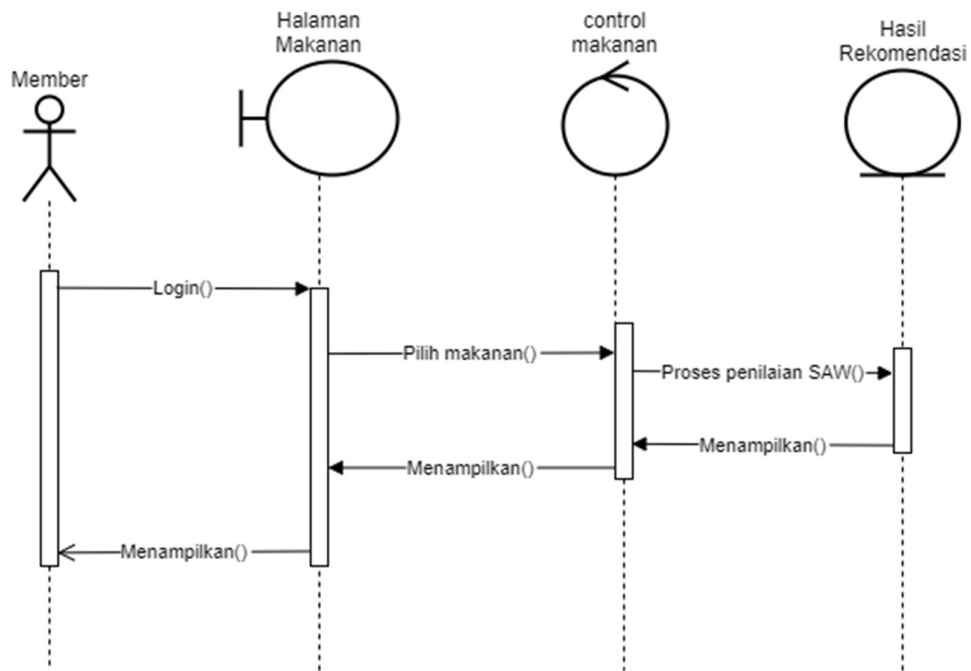 Member
Halaman
Makanan
control
makanan
Hasil
Rekomendasi
Login()
Pilih makanan()
Proses penilaian SAW()
Menampilkan()
Menampilkan()
Menampilkan()